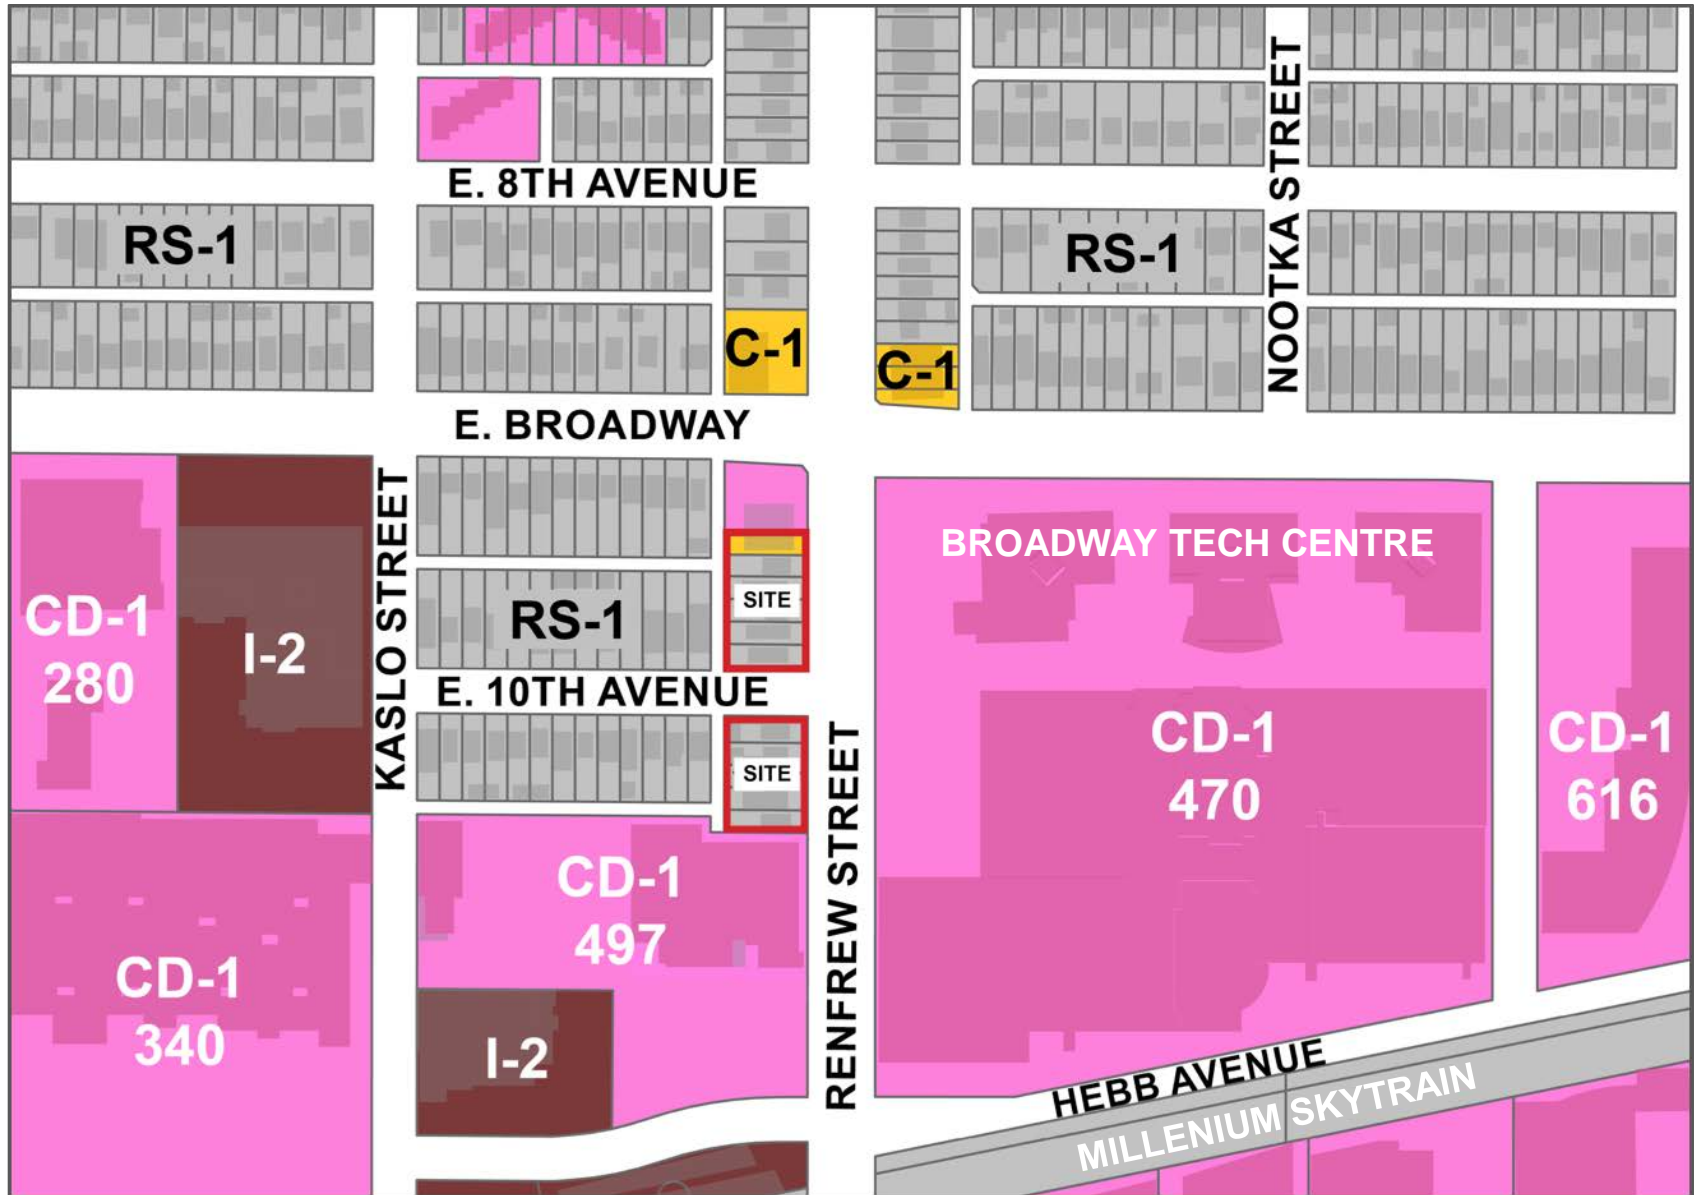 E. 8TH AVENUE
NOOTKA STREET
RS-1
RS-1
C-1
C-1
E. BROADWAY
KASLO STREET
BROADWAY TECH CENTRE
CD-1
280
I-2
RS-1
SITE
E. 10TH AVENUE
SITE
RENFREW STREET
CD-1
470
CD-1
616
CD-1
497
CD-1
340
I-2
HEBB AVENUE
MILLENIUM SKYTRAIN